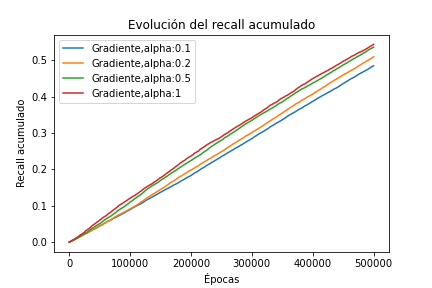 Evolución del recall acumulado
Gradiente,alpha:0.1
Gradiente,alpha:0.2
Gradiente,alpha:0.5
Gradiente,alpha:1
Recall acumulado
0.5
0.4
0.3
0.2
0.1
0.0
0 100000 200000 300000 400000 500000
Épocas